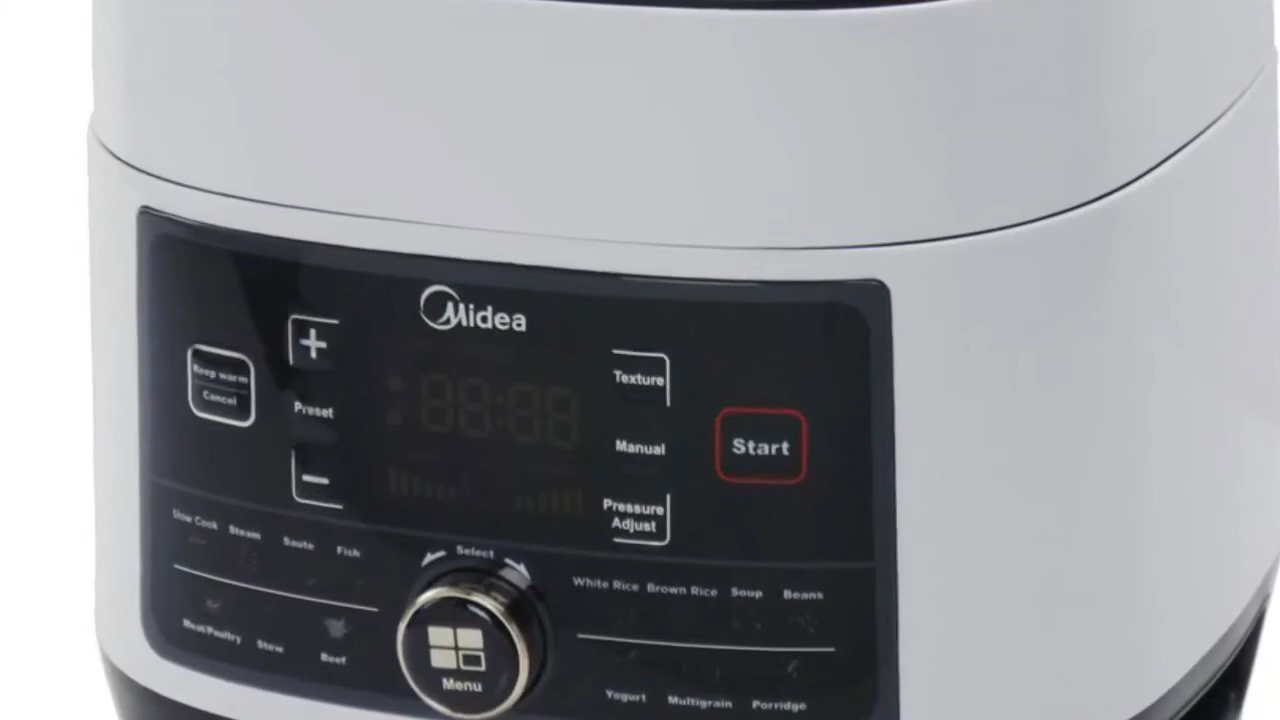 Midea
+
Keep warm
Cancel
Preset
−
Texture
Manual
Pressure
Adjust
Start
Slow Cook Steam Saute Fish
Select
White Rice Brown Rice Soup Beans
Meat/Poultry Stew Beef
Menu
Yogurt Multigrain Porridge